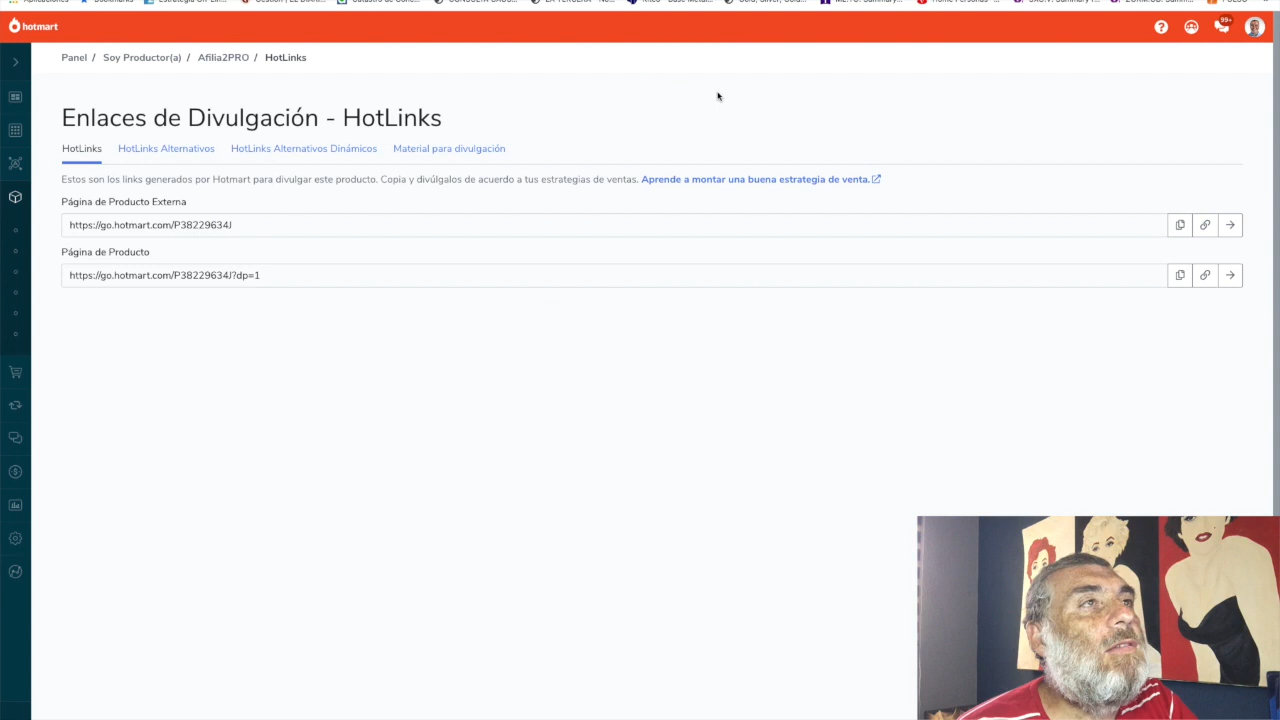 hotmart
99+
Panel / Soy Productor(a) / Afilia2PRO / HotLinks
Enlaces de Divulgación - HotLinks
HotLinks HotLinks Alternativos HotLinks Alternativos Dinámicos Material para divulgación
Estos son los links generados por Hotmart para divulgar este producto. Copia y divúlgalos de acuerdo a tus estrategias de ventas. Aprende a montar una buena estrategia de venta.
Página de Producto Externa
https://go.hotmart.com/P38229634J
Página de Producto
https://go.hotmart.com/P38229634J?dp=1